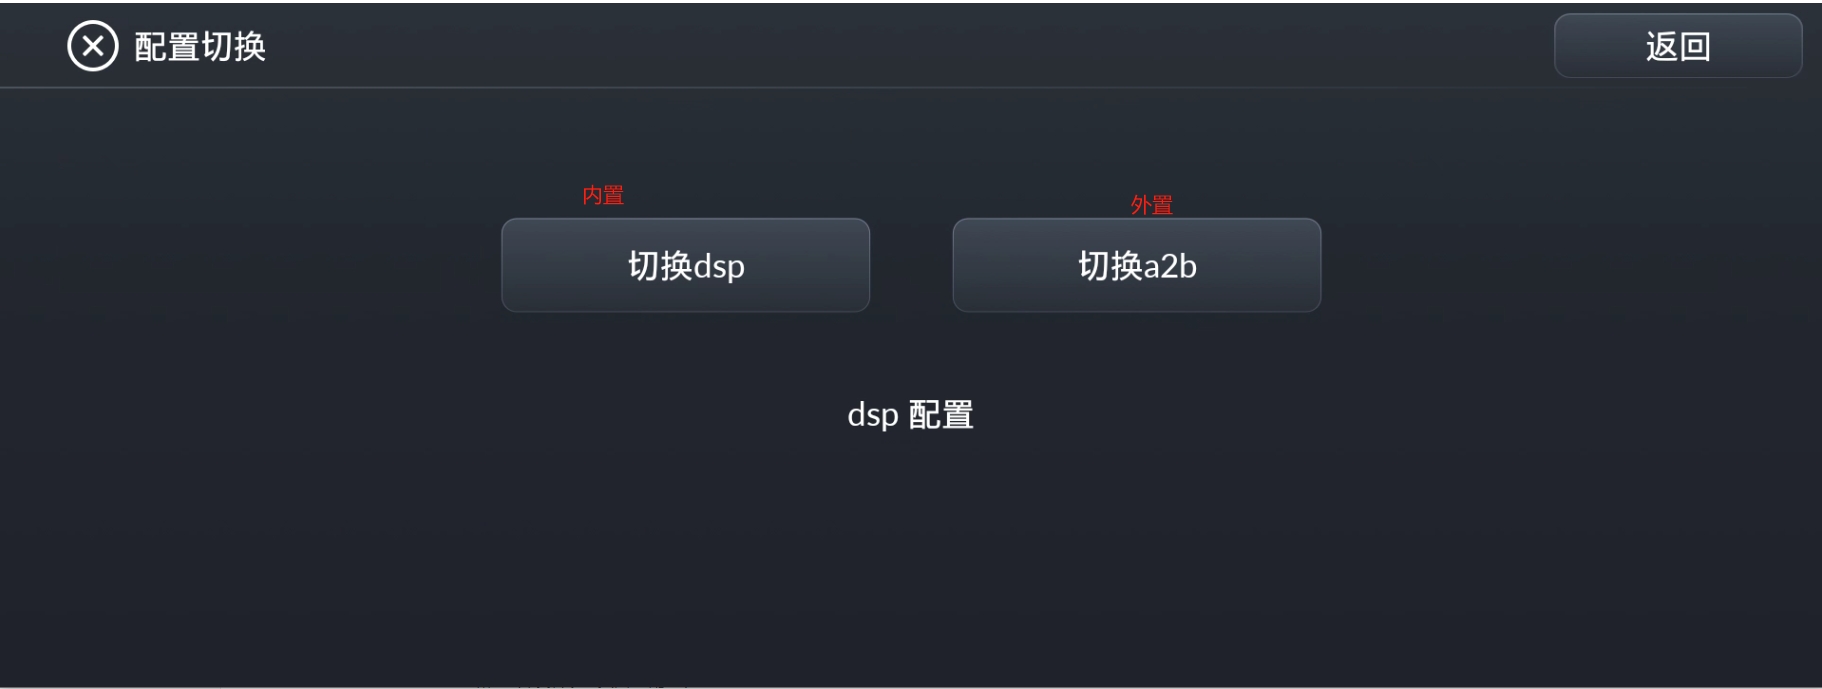 配置切换
返回
内置
外置
切换dsp
切换a2b
dsp 配置